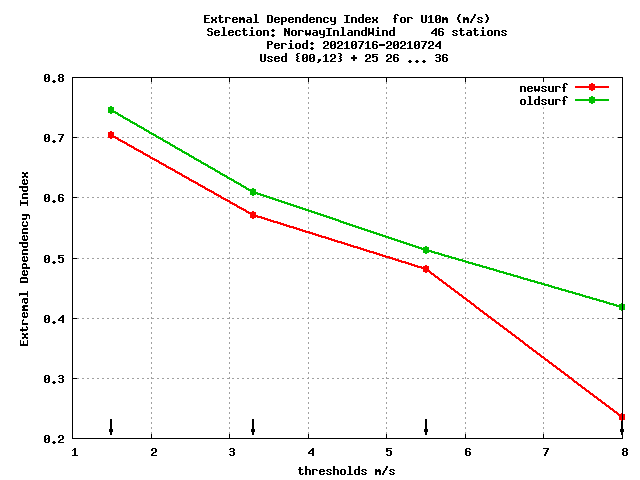 Extremal Dependency Index  for U10m (m/s)
Selection: NorwayInlandWind     46 stations
Period: 20210716-20210724
Used {00,12} + 25 26 ... 36
newsurf
oldsurf
Extremal Dependency Index
0.8
0.7
0.6
0.5
0.4
0.3
0.2
1 2 3 4 5 6 7 8
thresholds m/s